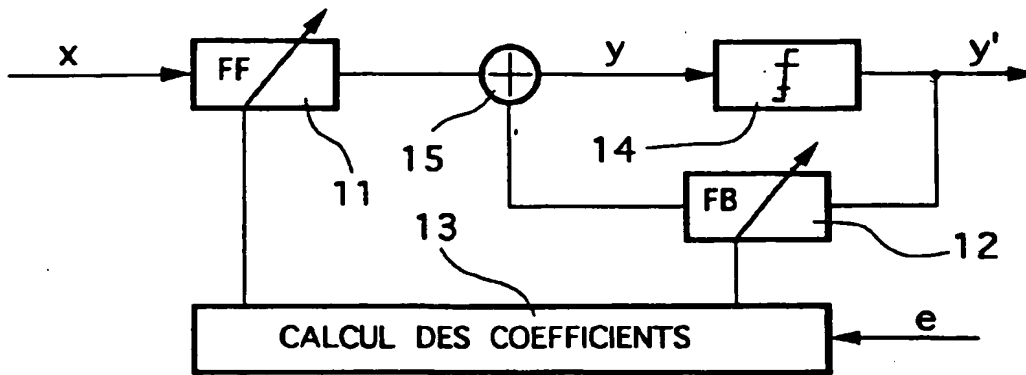 x
FF
11
15
y
14
y'
FB
12
13
CALCUL DES COEFFICIENTS
e